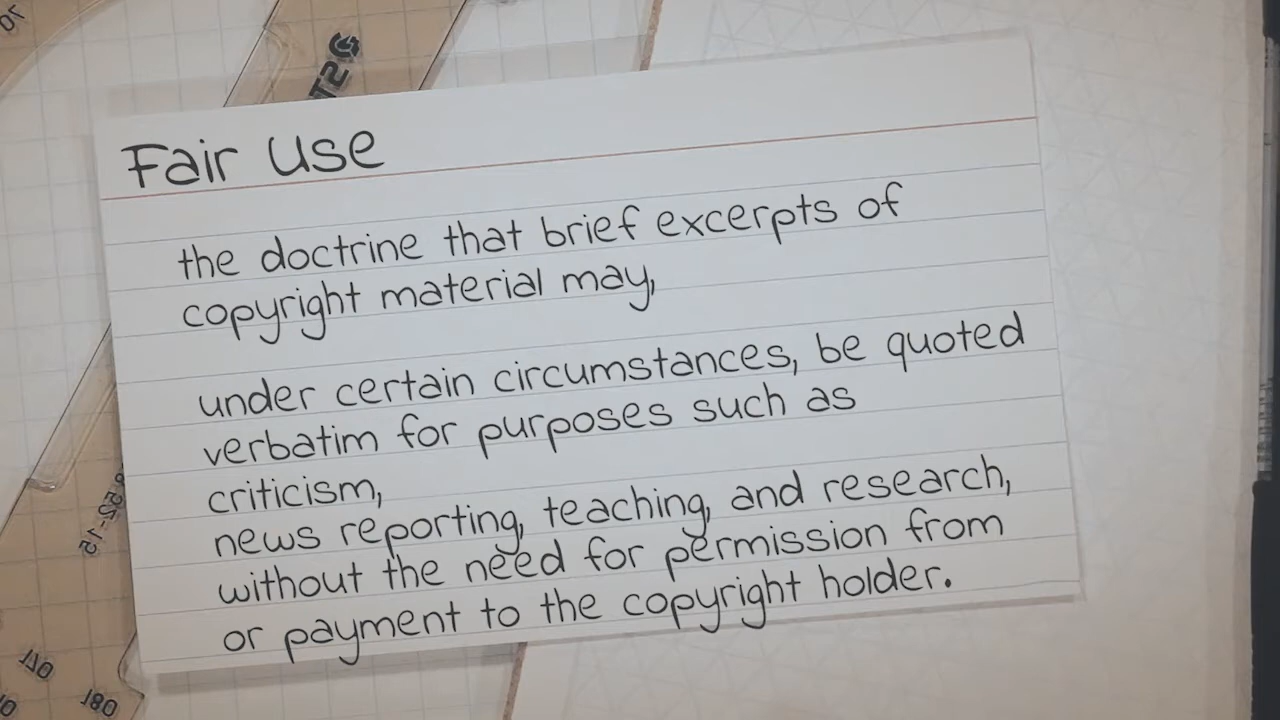 Fair Use
the doctrine that brief excerpts of
copyright material may,
under certain circumstances, be quoted
verbatim for purposes such as
criticism,
news reporting, teaching, and research,
without the need for permission from
or payment to the copyright holder.
170
180